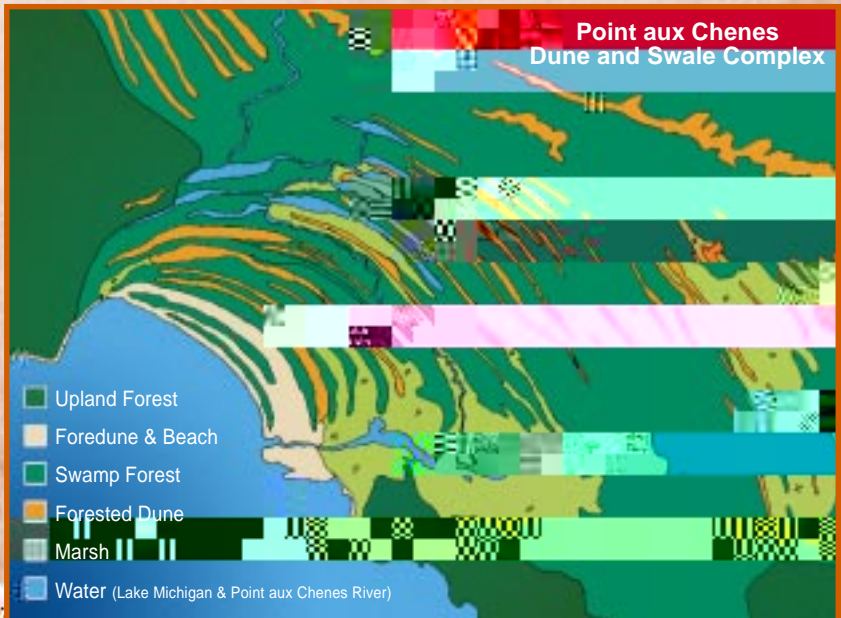 Point aux Chenes
Dune and Swale Complex
Upland Forest
Foredune & Beach
Swamp Forest
Forested Dune
Marsh
Water (Lake Michigan & Point aux Chenes River)